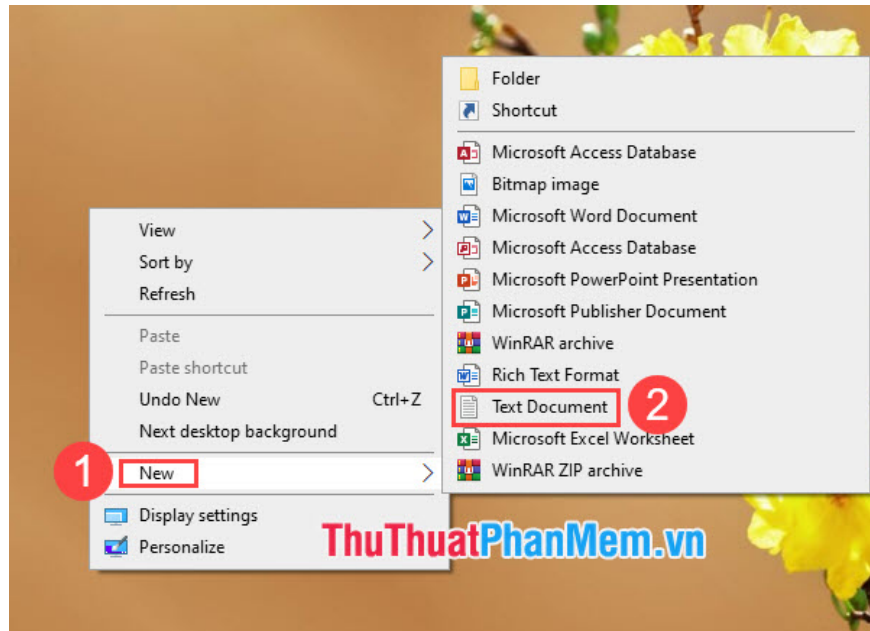 View
Sort by
Refresh
Paste
Paste shortcut
Undo New Ctrl+Z
Next desktop background
1 New
Display settings
Personalize
Folder
Shortcut
Microsoft Access Database
Bitmap image
Microsoft Word Document
Microsoft Access Database
Microsoft PowerPoint Presentation
Microsoft Publisher Document
WinRAR archive
Rich Text Format
Text Document 2
Microsoft Excel Worksheet
WinRAR ZIP archive
ThuThuatPhanMem.vn